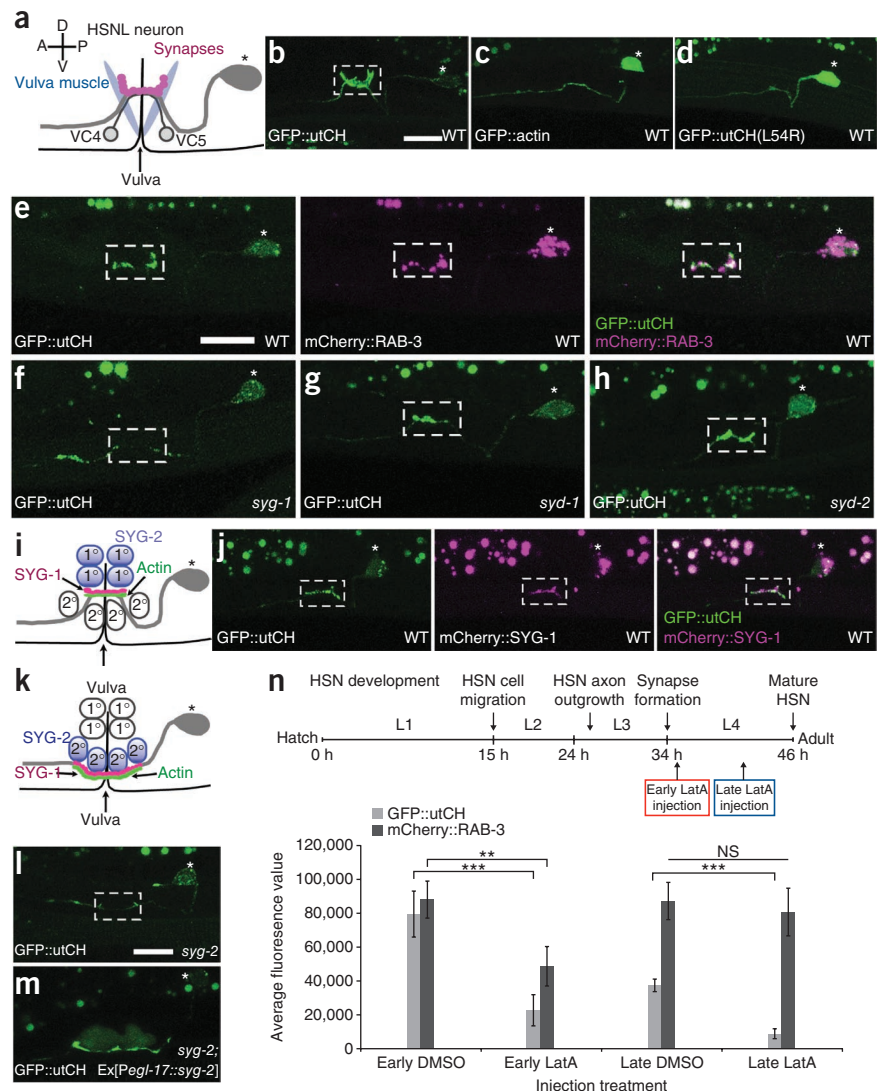 a
D
A P
V
HSNL neuron
Synapses
*
Vulva muscle
VC4
VC5
Vulva
b
*
GFP::utCH
WT
c
*
GFP::actin
WT
d
*
GFP::utCH(L54R)
WT
e
*
GFP::utCH
WT
*
mCherry::RAB-3
WT
*
GFP::utCH
mCherry::RAB-3
WT
f
*
GFP::utCH
syg-1
g
*
GFP::utCH
syd-1
h
*
GFP:utCH
syd-2
i
SYG-2
1° 1°
1° 1°
SYG-1
Actin
*
2° 2° 2° 2°
j
*
GFP::utCH
WT
*
mCherry::SYG-1
WT
*
GFP::utCH
mCherry::SYG-1
WT
k
Vulva
1° 1°
1° 1°
*
SYG-2
2° 2° 2° 2°
SYG-1
Actin
Vulva
l
*
GFP::utCH
syg-2
m
*
syg-2;
GFP::utCH Ex[Pegl-17::syg-2]
n
HSN development
HSN cell migration
HSN axon outgrowth
Synapse formation
Mature HSN
L1 L2 L3 L4
Hatch
Adult
0 h 15 h 24 h 34 h 46 h
Early LatA injection
Late LatA injection
GFP::utCH
mCherry::RAB-3
120,000
100,000
80,000
60,000
40,000
20,000
0
Average fluoresence value
**
***
NS
***
Early DMSO Early LatA Late DMSO Late LatA
Injection treatment